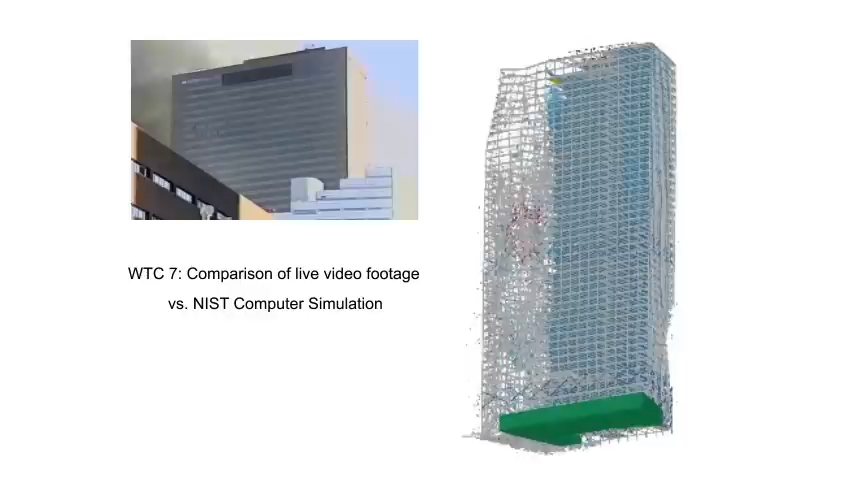 WTC 7: Comparison of live video footage
vs. NIST Computer Simulation